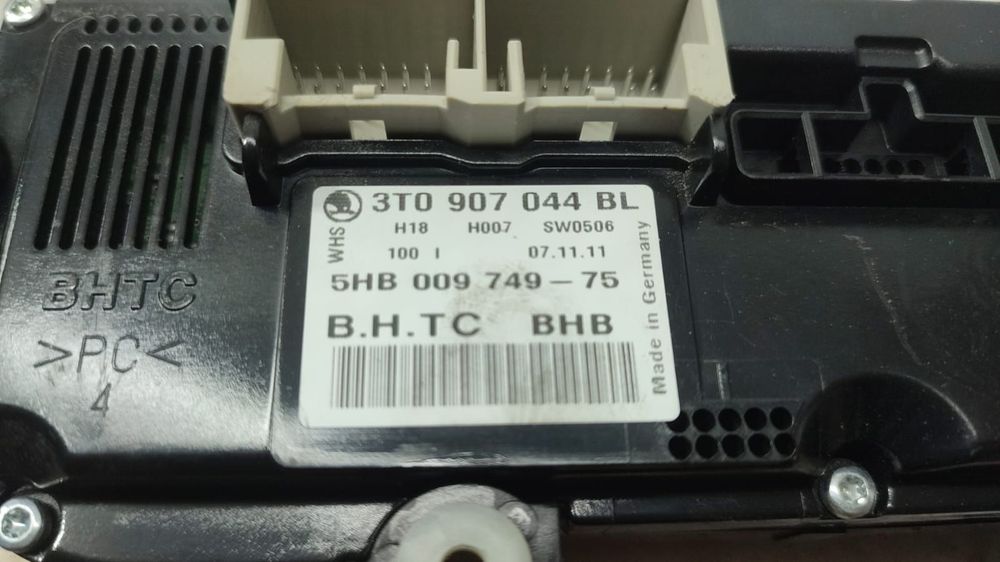 3T0 907 044 BL
WHS
H18 H007 SW0506
100 I 07.11.11
5HB 009 749-75
B.H.TC BHB
Made in Germany
BHTC
>PC<
4